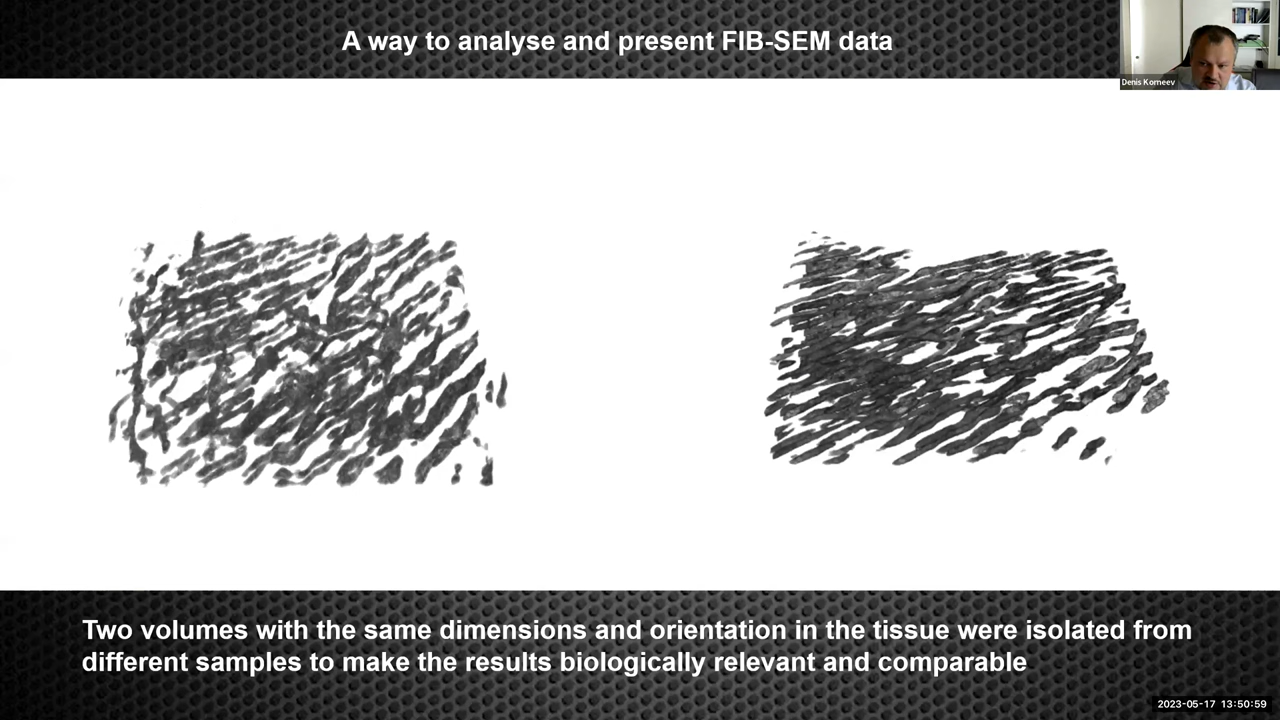 A way to analyse and present FIB-SEM data
Denis Korneev
Two volumes with the same dimensions and orientation in the tissue were isolated from
different samples to make the results biologically relevant and comparable
2023-05-17 13:50:59